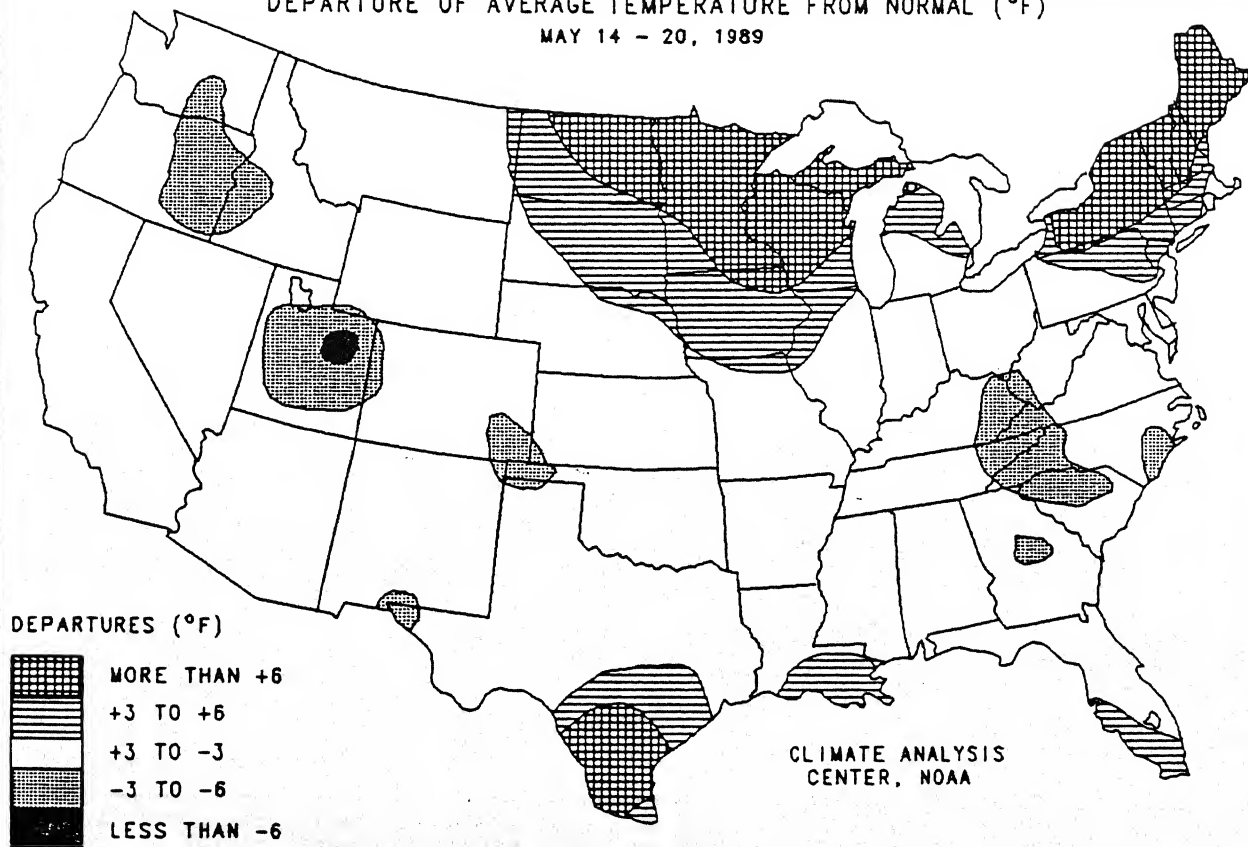 DEPARTURE OF AVERAGE TEMPERATURE FROM NORMAL (°F)
MAY 14 - 20, 1989
DEPARTURES (°F)
MORE THAN +6
+3 TO +6
+3 TO -3
-3 TO -6
LESS THAN -6
CLIMATE ANALYSIS
CENTER, NOAA